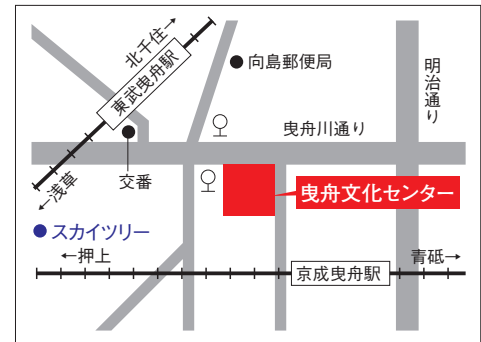 北千住
東武曳舟駅
向島郵便局
明治通り
曳舟川通り
交番
←浅草
曳舟文化センター
スカイツリー
←押上
青砥→
京成曳舟駅